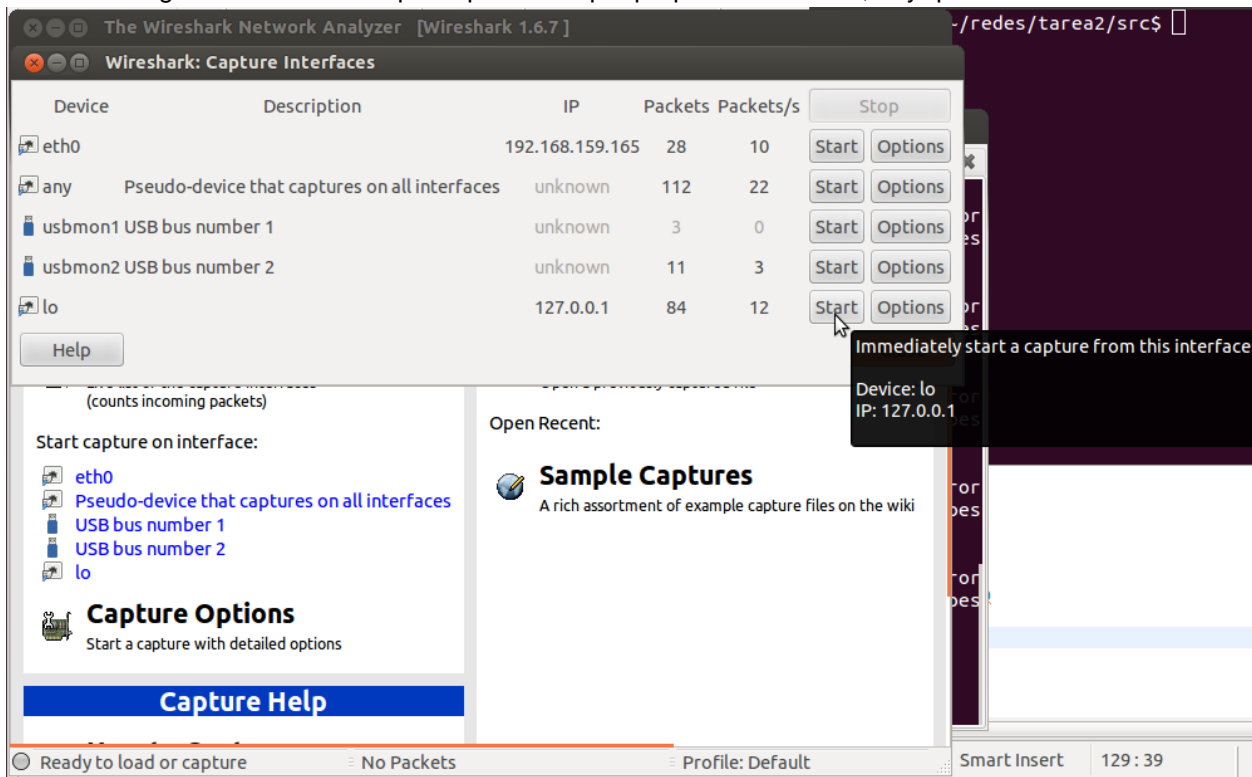 The Wireshark Network Analyzer [Wireshark 1.6.7 ]
~/redes/tarea2/src$
Wireshark: Capture Interfaces
Device Description IP Packets Packets/s Stop
eth0 192.168.159.165 28 10 Start Options
any Pseudo-device that captures on all interfaces unknown 112 22 Start Options
usbmon1 USB bus number 1 unknown 3 0 Start Options
usbmon2 USB bus number 2 unknown 11 3 Start Options
lo 127.0.0.1 84 12 Start Options
Help
Immediately start a capture from this interface
Device: lo
IP: 127.0.0.1
(counts incoming packets)
Start capture on interface:
eth0
Pseudo-device that captures on all interfaces
USB bus number 1
USB bus number 2
lo
Capture Options
Start a capture with detailed options
Capture Help
Open Recent:
Sample Captures
A rich assortment of example capture files on the wiki
Ready to load or capture No Packets Profile: Default
Smart Insert 129 : 39